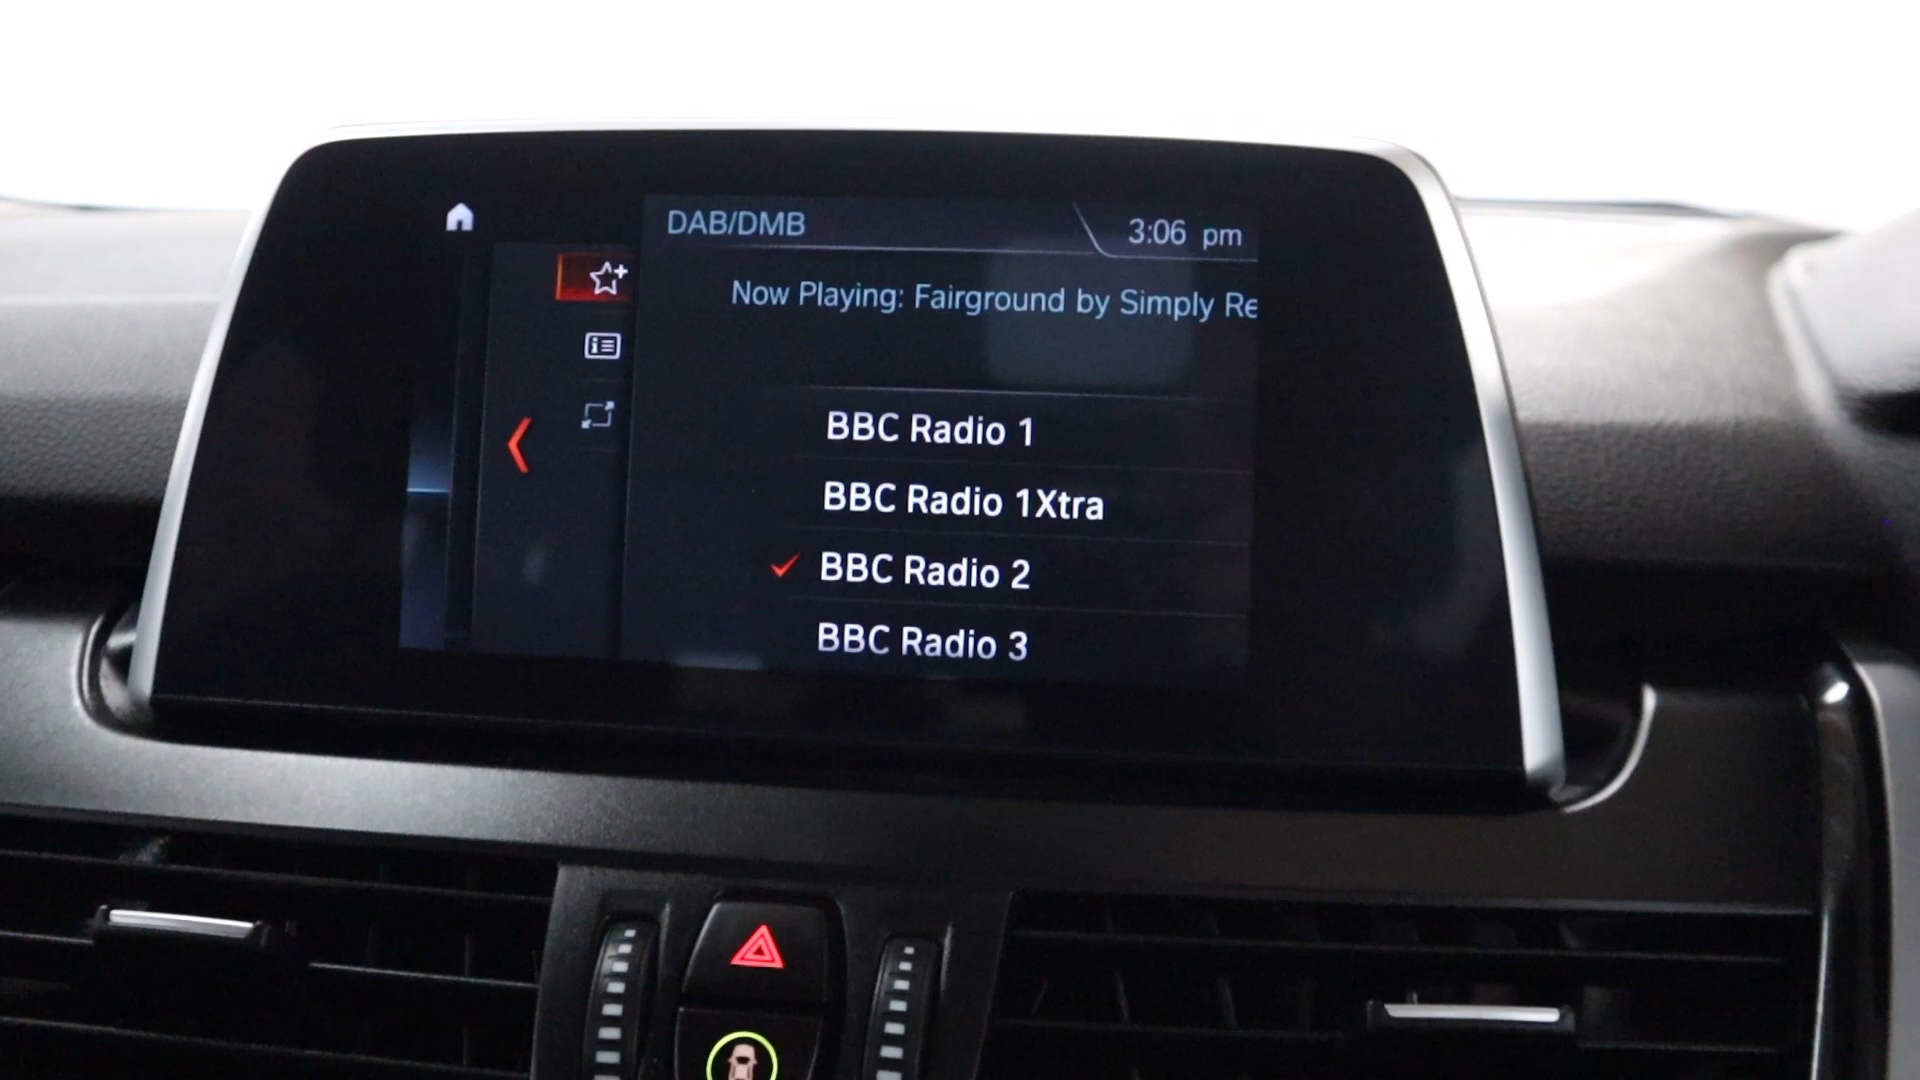 DAB/DMB
3:06 pm
Now Playing: Fairground by Simply Re
BBC Radio 1
BBC Radio 1Xtra
BBC Radio 2
BBC Radio 3